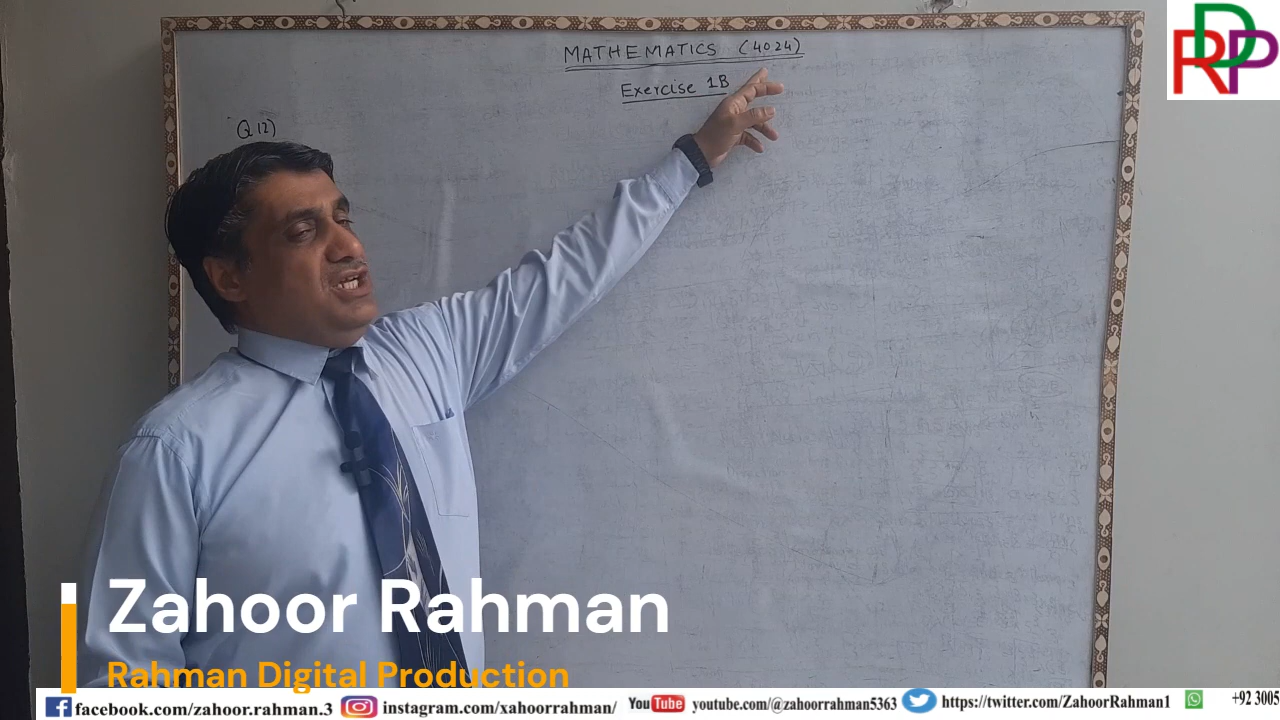 MATHEMATICS (4024)
Exercise 1B
Q12)
RDP
Zahoor Rahman
Rahman Digital Production
facebook.com/zahoor.rahman.3 instagram.com/xahoorrahman/ YouTube youtube.com/@zahoorrahman5363 https://twitter.com/ZahoorRahman1 +92 3005